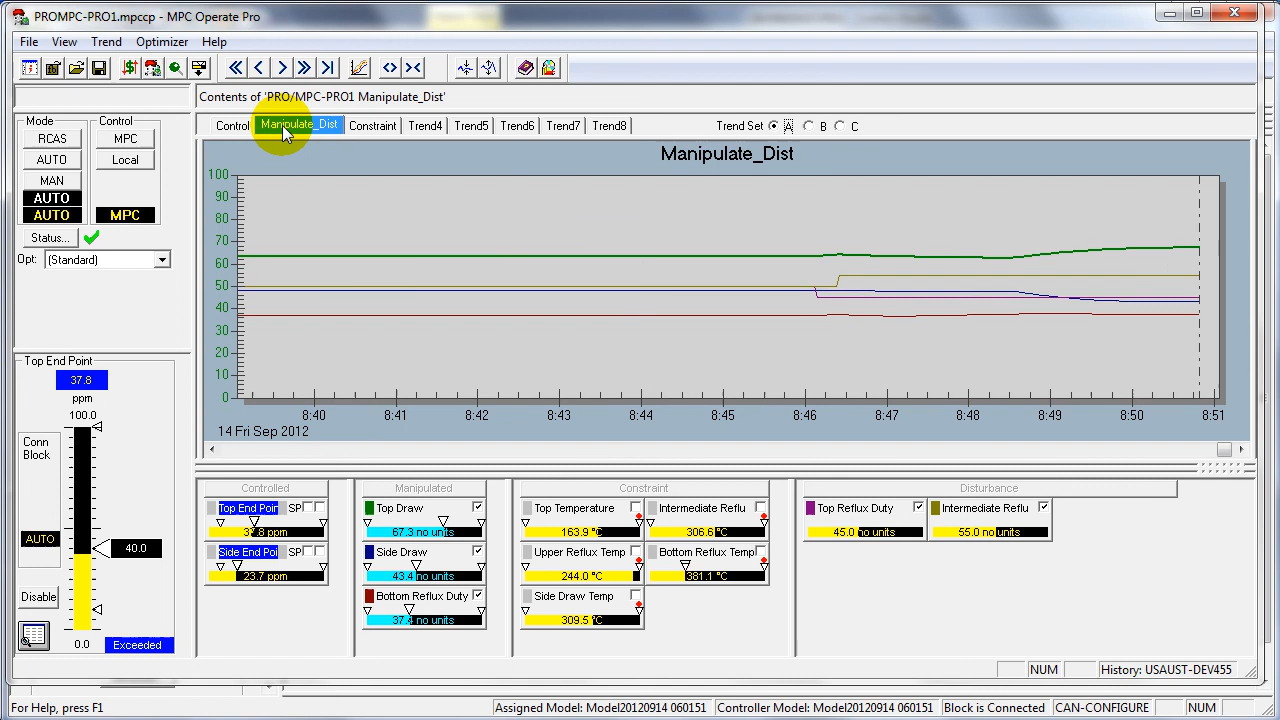 PROMPC-PRO1.mpccp - MPC Operate Pro
File View Trend Optimizer Help
Contents of 'PRO/MPC-PRO1 Manipulate_Dist'
Control Manipulate_Dist Constraint Trend4 Trend5 Trend6 Trend7 Trend8 d Set A B C
Mode Control
RCAS MPC
AUTO Local
MAN
AUTO
AUTO MPC
Status...
Opt: (Standard)
Manipulate_Dist
100
90
80
70
60
50
40
30
20
10
0
8:40 8:41 8:42 8:43 8:44 8:45 8:46 8:47 8:48 8:49 8:50 8:51
14 Fri Sep 2012
Top End Point
37.8
ppm
100.0
Conn
Block
AUTO
40.0
Disable
0.0
Exceeded
Controlled Manipulated Constraint Disturbance
Top End Poin SP Top Draw Top Temperature Intermediate Reflu Top Reflux Duty Intermediate Reflu
37.8 ppm 67.3 no units 163.9 °C 306.6 °C 45.0 no units 55.0 no units
Side End Poi SP Side Draw Upper Reflux Temp Bottom Reflux Temp
23.7 ppm 43.4 no units 244.0 °C 381.1 °C
Bottom Reflux Duty Side Draw Temp
37.4 no units 309.5 °C
NUM History: USAUST-DEV455
For Help, press F1 Assigned Model: Model20120914 060151 Controller Model: Model20120914 060151 Block is Connected CAN-CONFIGURE NUM